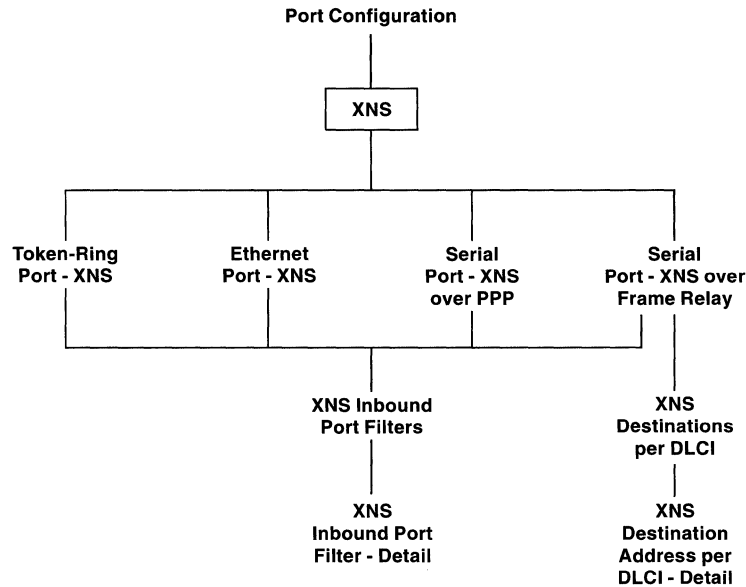 Port Configuration
XNS
Token-Ring
Port - XNS
Ethernet
Port - XNS
Serial
Port - XNS
over PPP
Serial
Port - XNS over
Frame Relay
XNS Inbound
Port Filters
XNS
Destinations
per DLCI
XNS
Inbound Port
Filter - Detail
XNS
Destination
Address per
DLCI - Detail